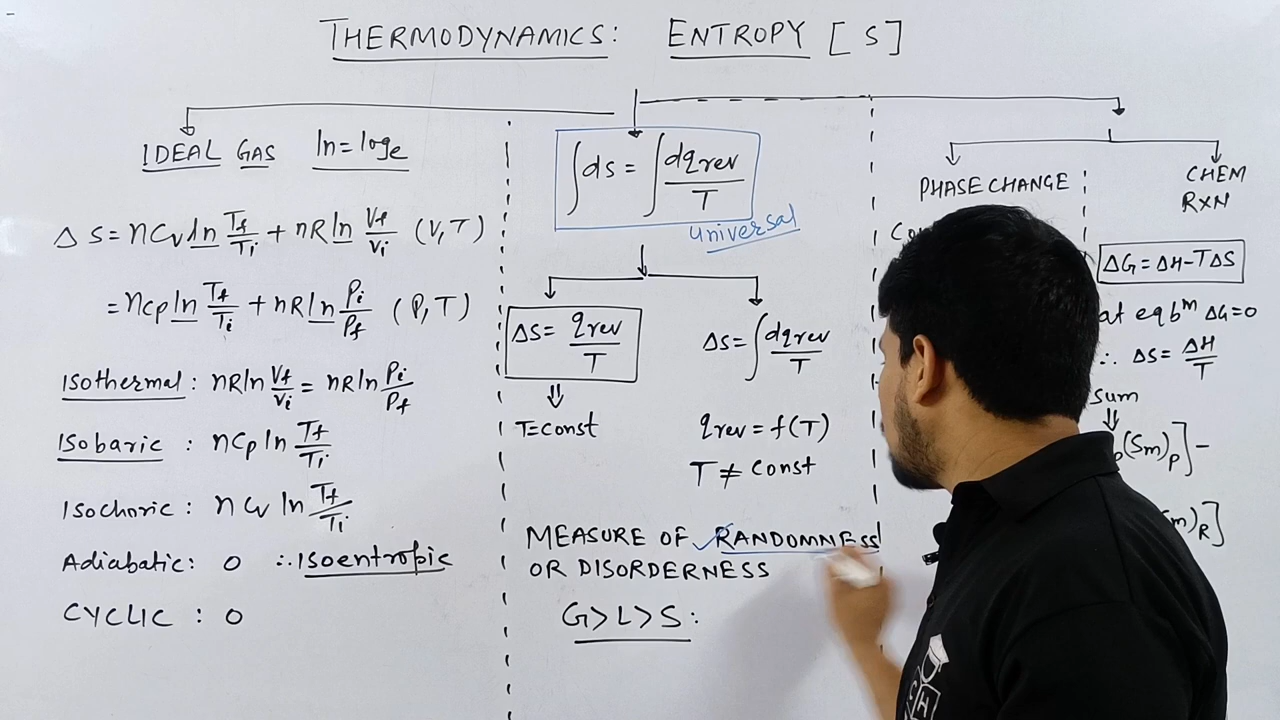 THERMODYNAMICS: ENTROPY [S]
IDEAL GAS ln=logₑ
ΔS = nCv ln Tf/Ti + nR ln Vf/Vi (V,T)
= nCp ln Tf/Ti + nR ln Pi/Pf (P,T)
Isothermal: nR ln Vf/Vi = nR ln Pi/Pf
Isobaric : nCp ln Tf/Ti
Isochoric: nCv ln Tf/Ti
Adiabatic: 0 ∴ Isoentropic
CYCLIC : 0
∫ds = ∫dqrev/T
universal
ΔS = qrev/T
T=const
ΔS=∫dqrev/T
qrev = f(T)
T ≠ const
MEASURE OF ✓RANDOMNESS
OR DISORDERNESS
G>L>S:
PHASE CHANGE
CHEM
RXN
ΔG=ΔH-TΔS
at eqbᵐ ΔG=0
∴ ΔS = ΔH/T
Sum
(Sm)p]-
)R]
CH